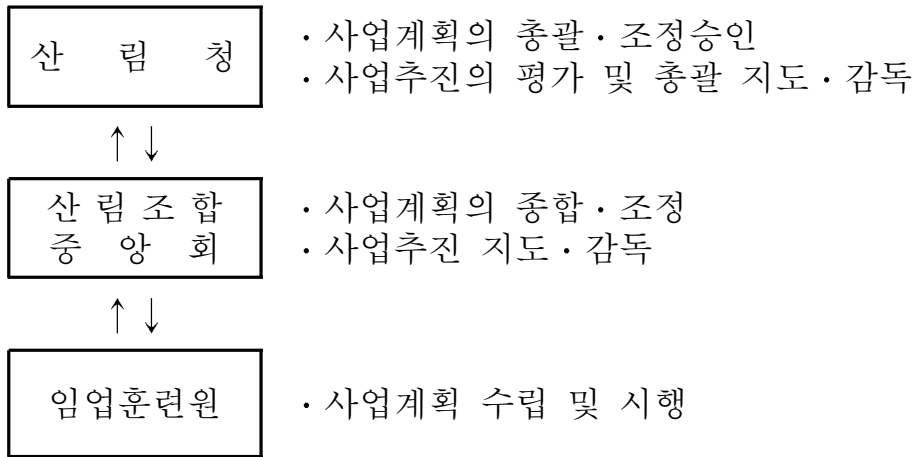 산 림 청
·사업계획의 총괄·조정승인
·사업추진의 평가 및 총괄 지도·감독
↑↓
산림조합
중 앙 회
·사업계획의 종합·조정
·사업추진 지도·감독
↑↓
임업훈련원
·사업계획 수립 및 시행